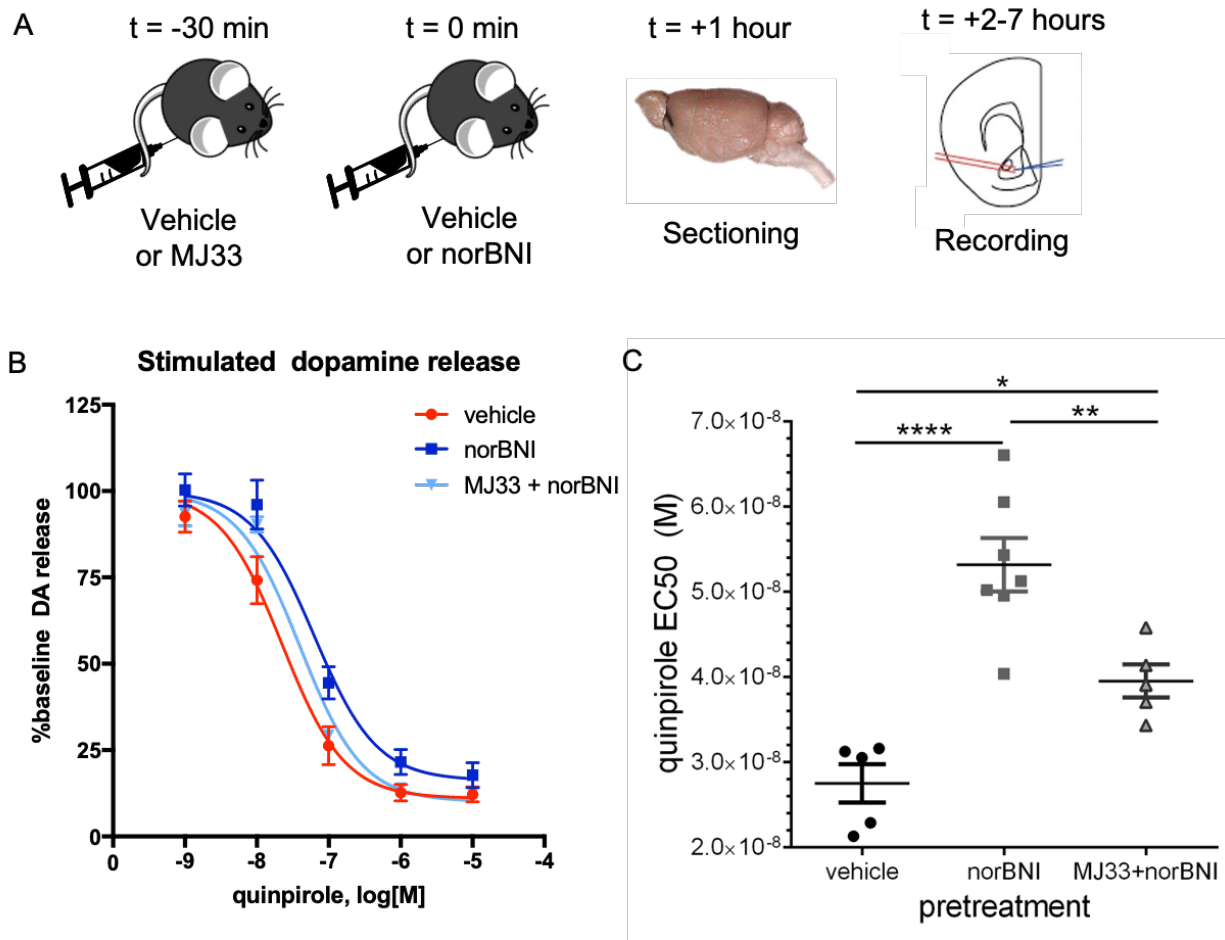 A
t = -30 min
t = 0 min
t = +1 hour
t = +2-7 hours
Vehicle
or MJ33
Vehicle
or norBNI
Sectioning
Recording
B
Stimulated dopamine release
125
100
75
50
25
0
%baseline DA release
vehicle
norBNI
MJ33 + norBNI
0
-9
-8
-7
-6
-5
-4
quinpirole, log[M]
C
*
****
**
7.0×10⁻⁸
6.0×10⁻⁸
5.0×10⁻⁸
4.0×10⁻⁸
3.0×10⁻⁸
2.0×10⁻⁸
quinpirole EC50 (M)
vehicle
norBNI
MJ33+norBNI
pretreatment